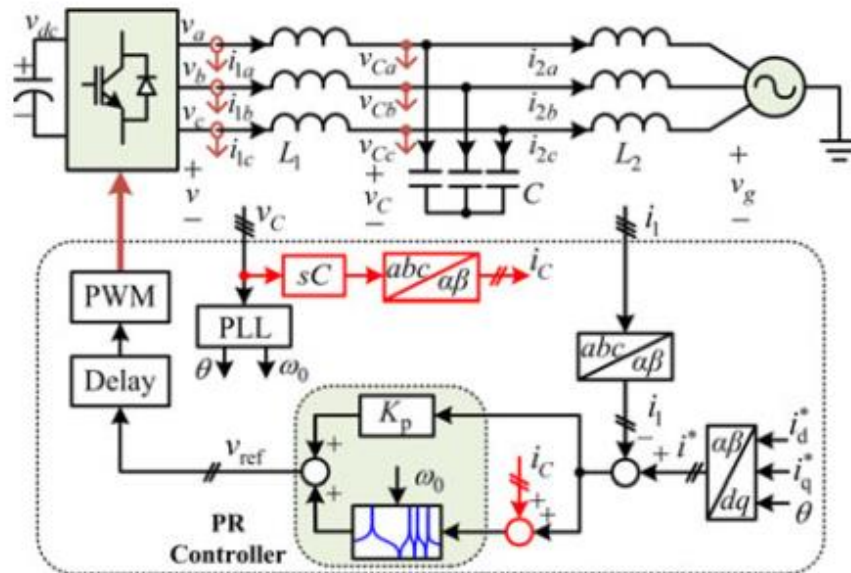 v_dc
+
−
v_a
v_b
v_c
i_1a
i_1b
i_1c
L_1
v_Ca
v_Cb
v_Cc
i_2a
i_2b
i_2c
L_2
C
+
v
−
+
v_C
−
+
v_g
−
v_C
sC
abc
αβ
i_C
i_1
PWM
PLL
θ
ω_0
abc
αβ
Delay
K_p
i_1
−
+
i*
αβ
dq
i_d*
i_q*
θ
v_ref
+
+
ω_0
i_C
+
+
PR
Controller